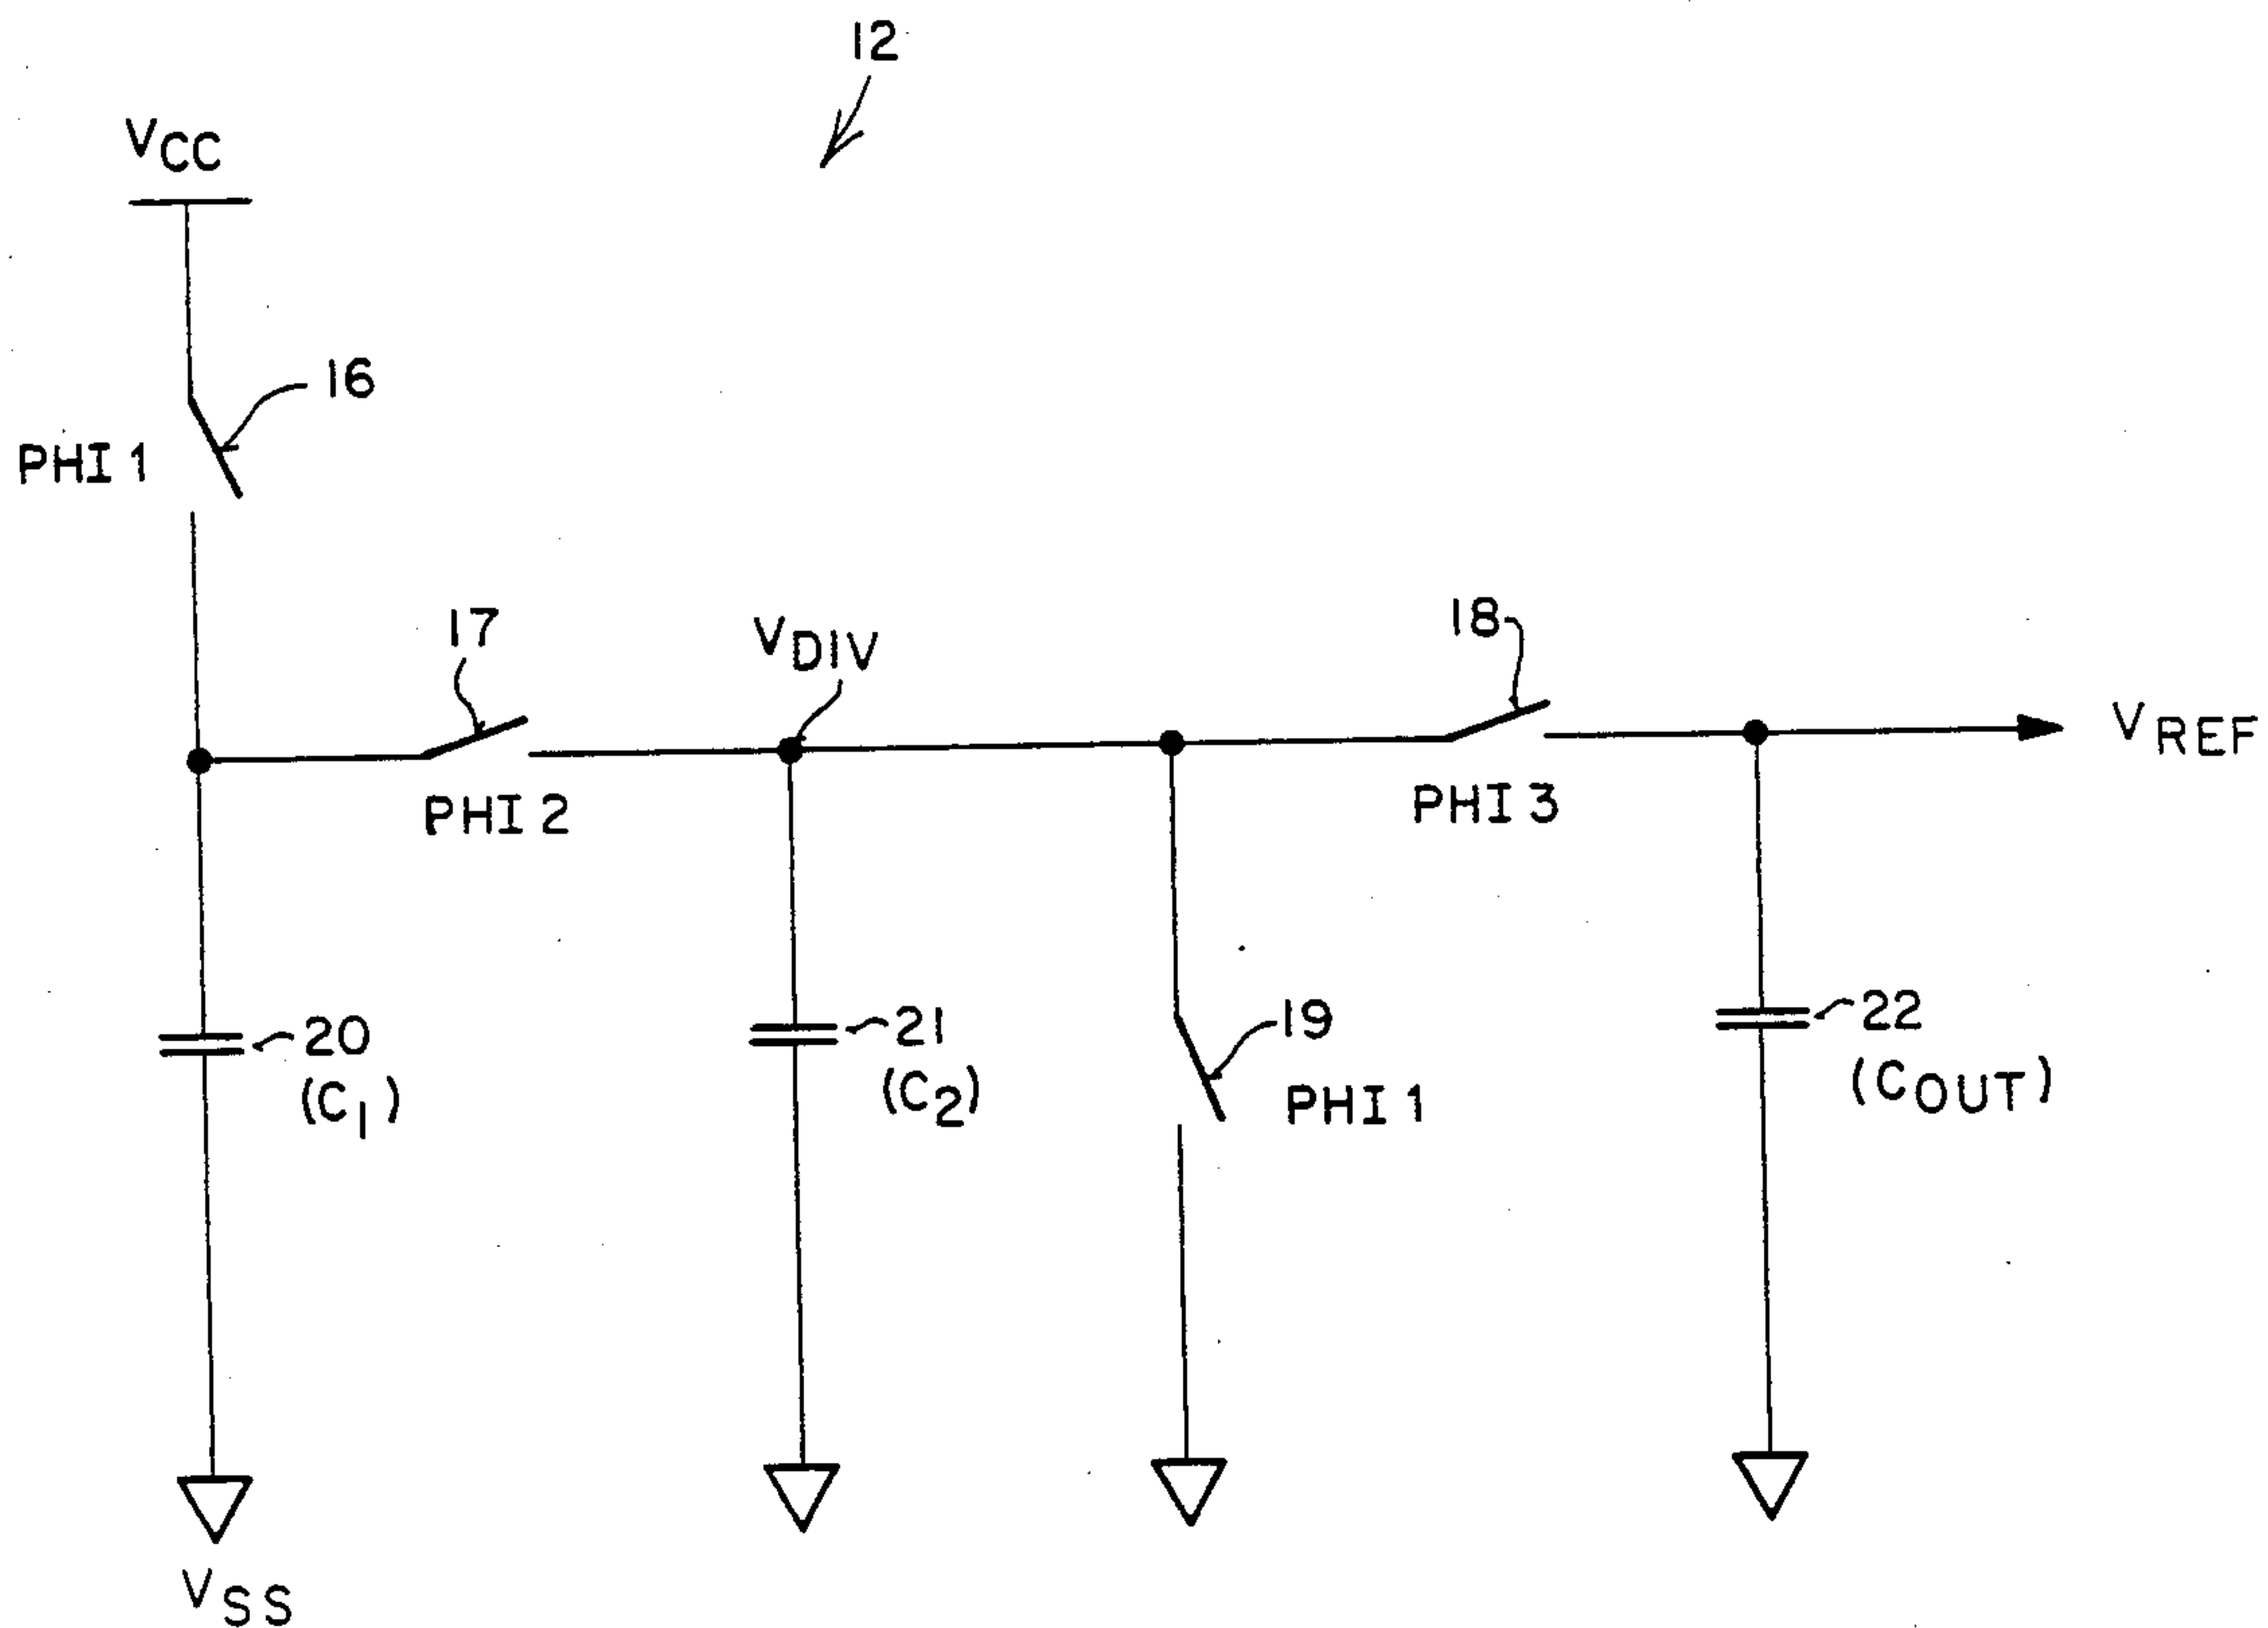 12
VCC
16
PHI 1
17
VDIV
18
VREF
PHI 2
PHI 3
20
(C1)
21
(C2)
19
PHI 1
22
(COUT)
VSS